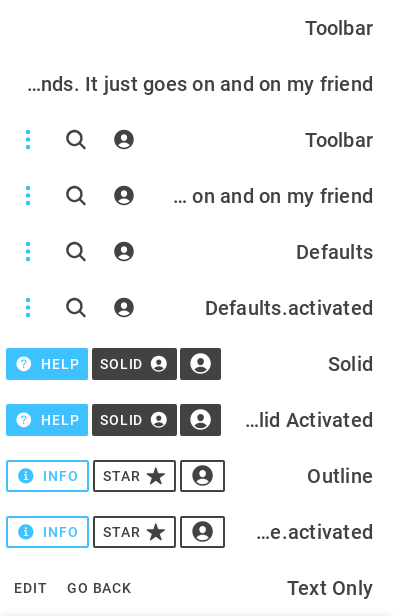 Toolbar
...nds. It just goes on and on my friend
Toolbar
... on and on my friend
Defaults
Defaults.activated
HELP SOLID Solid
HELP SOLID ...lid Activated
INFO STAR Outline
INFO STAR ...e.activated
EDIT GO BACK Text Only